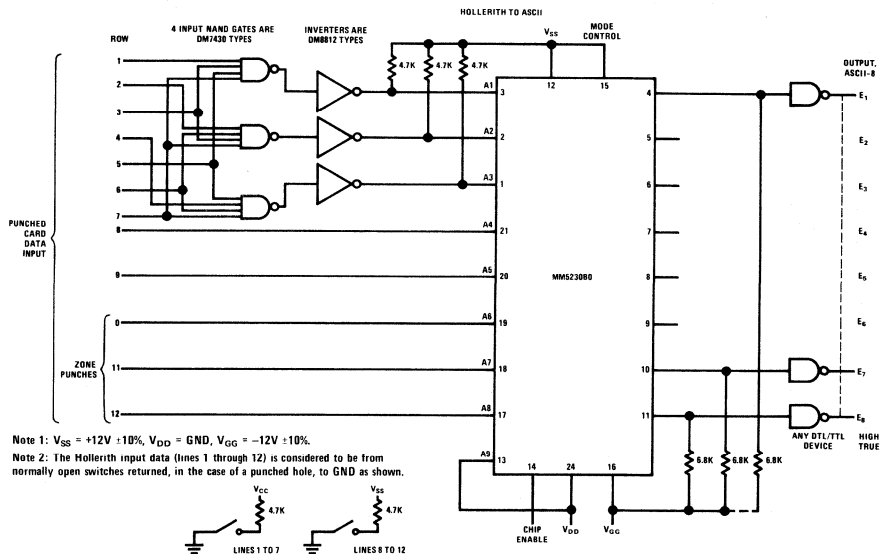 HOLLERITH TO ASCII
4 INPUT NAND GATES ARE
DM7430 TYPES
INVERTERS ARE
DM8812 TYPES
VSS
MODE
CONTROL
ROW
OUTPUT,
ASCII-8
PUNCHED
CARD
DATA
INPUT
ZONE
PUNCHES
1
2
3
4
5
6
7
8
9
0
11
12
4.7K
4.7K
4.7K
A1
A2
A3
A4
A5
A6
A7
A8
A9
3
2
1
21
20
19
18
17
13
12
15
MM5230BO
4
5
6
7
8
9
10
11
14
24
16
CHIP
ENABLE
VDD
VGG
6.8K
6.8K
6.8K
E1
E2
E3
E4
E5
E6
E7
E8
ANY DTL/TTL
DEVICE
HIGH
TRUE
Note 1: VSS = +12V ±10%, VDD = GND, VGG = −12V ±10%.
Note 2: The Hollerith input data (lines 1 through 12) is considered to be from
normally open switches returned, in the case of a punched hole, to GND as shown.
VCC
4.7K
LINES 1 TO 7
VSS
4.7K
LINES 8 TO 12